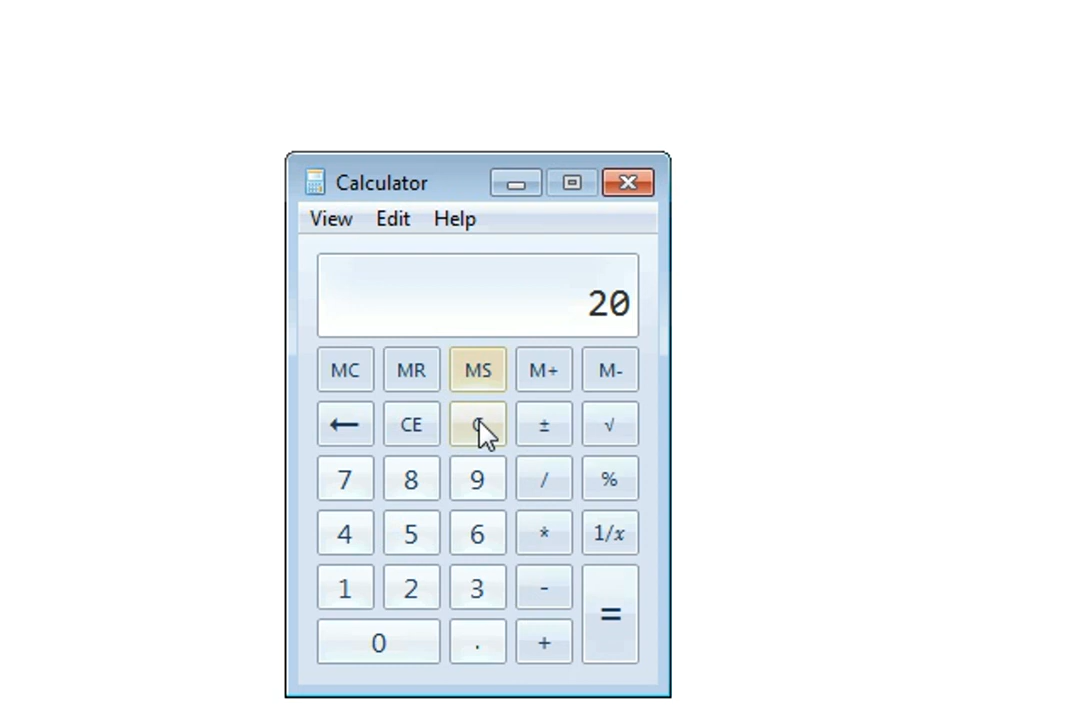 Calculator
View Edit Help
20
MC MR MS M+ M-
← CE ± √
7 8 9 / %
4 5 6 * 1/x
1 2 3 - =
0 . +